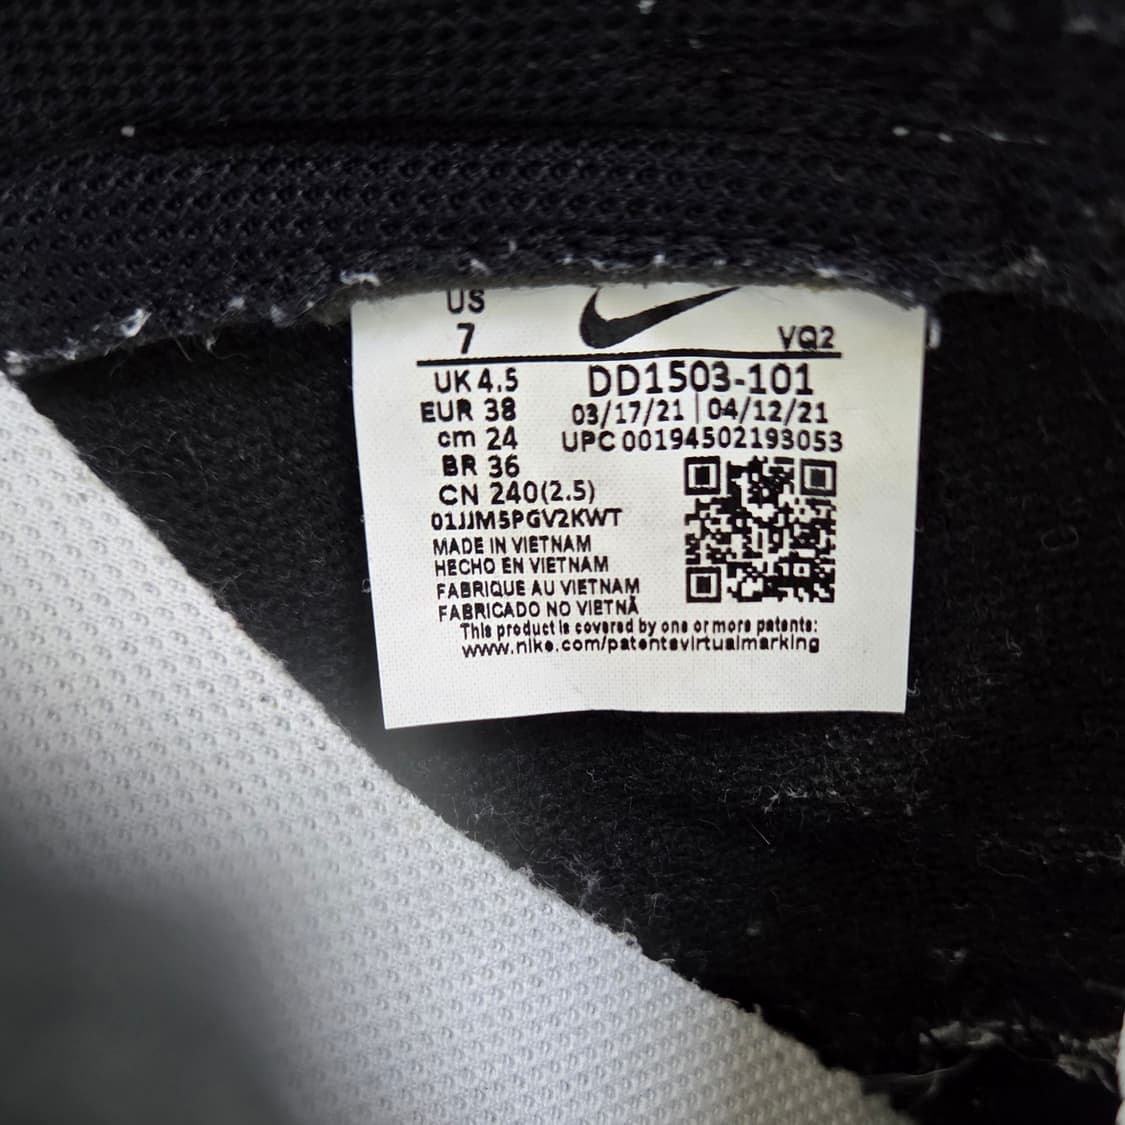 US
7
VQ2
UK 4.5
DD1503-101
EUR 38
03/17/21 | 04/12/21
cm 24
UPC 00194502193053
BR 36
CN 240(2.5)
01JJM5PGV2KWT
MADE IN VIETNAM
HECHO EN VIETNAM
FABRIQUE AU VIETNAM
FABRICADO NO VIETNÃ
This product is covered by one or more patents:
www.nike.com/patentsvirtualmarking